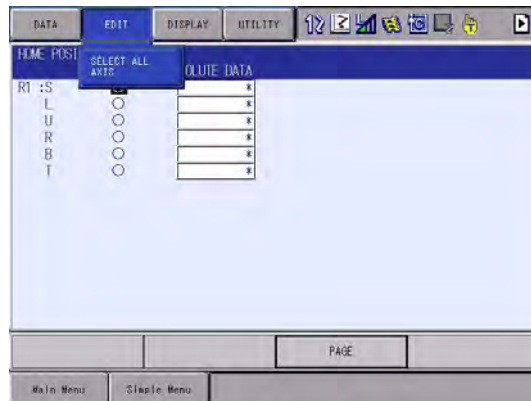 DATA EDIT DISPLAY UTILITY
HOME POSI
SELECT ALL
AXIS
OLUTE DATA
R1 :S *
L *
U *
R *
B *
T *
PAGE
Main Menu Simple Menu